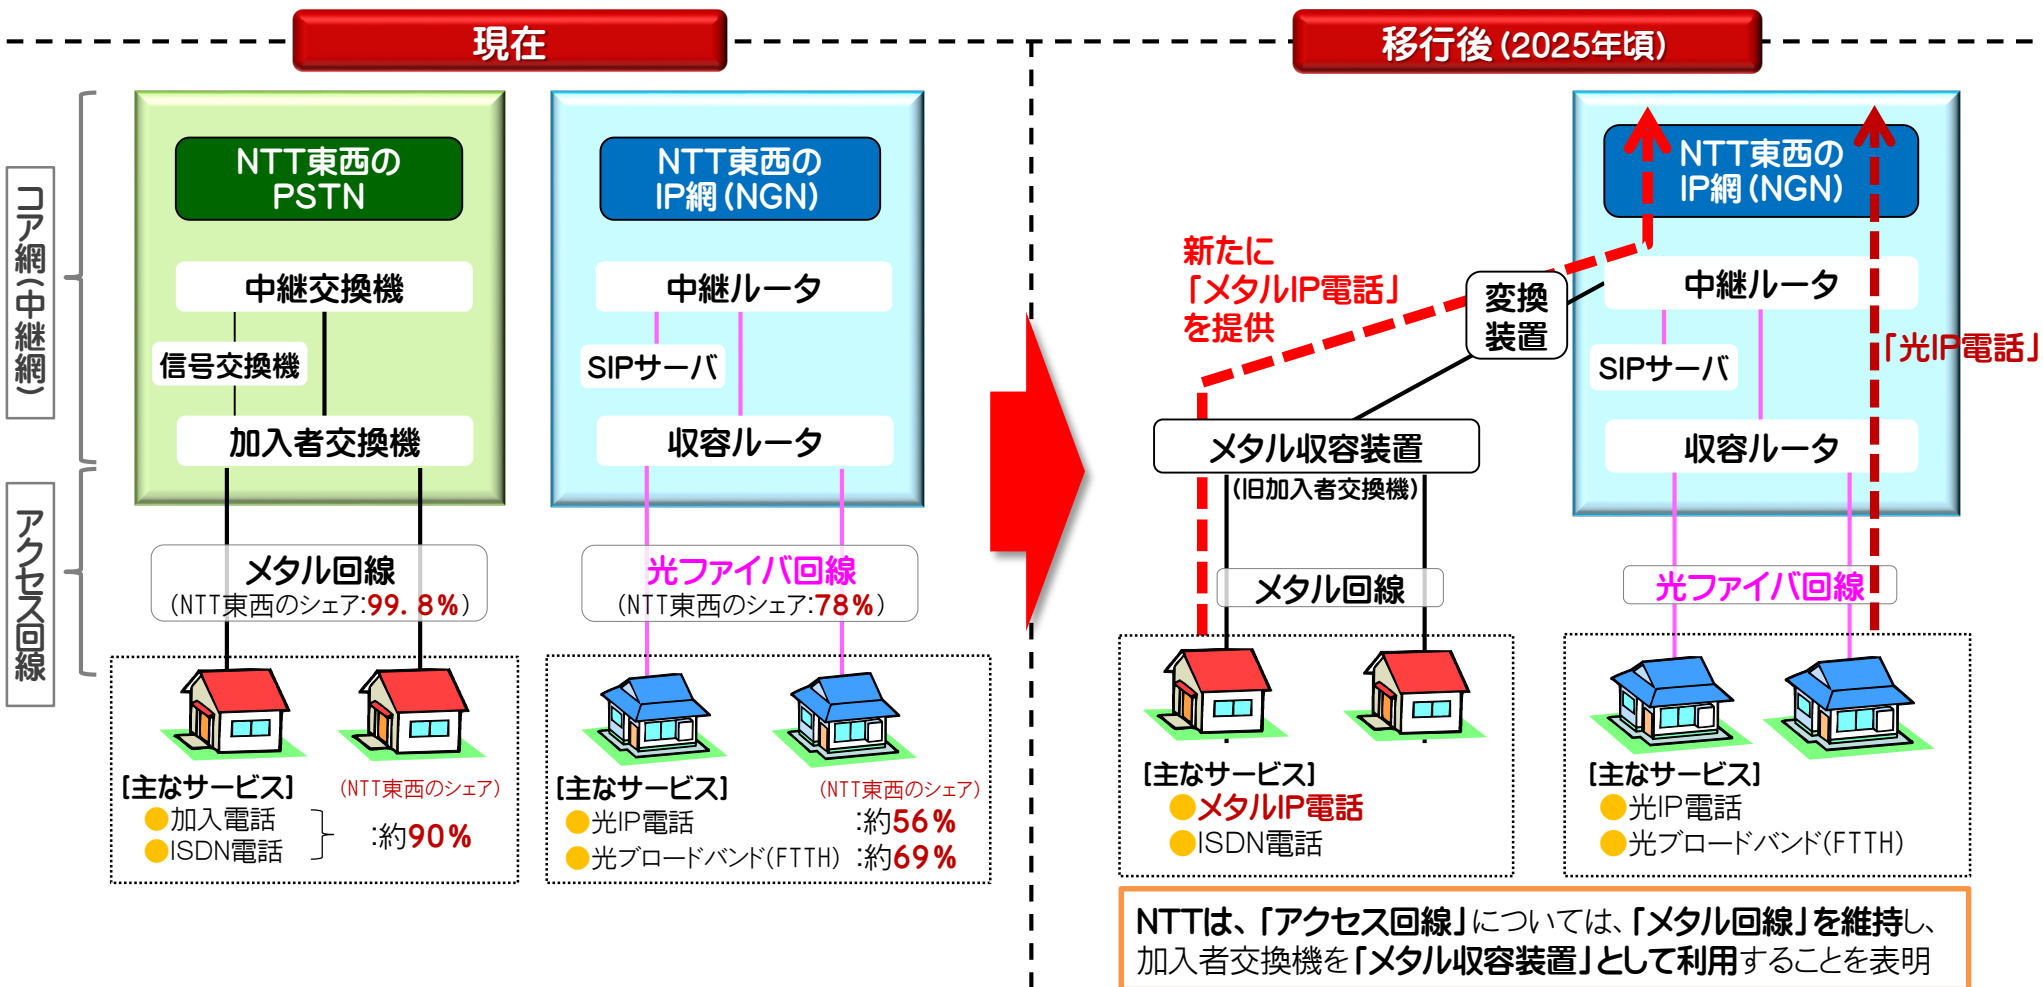 現在
移行後(2025年頃)
コア網(中継網)
アクセス回線
NTT東西の
PSTN
中継交換機
信号交換機
加入者交換機
メタル回線
(NTT東西のシェア:99.8%)
[主なサービス]
(NTT東西のシェア)
●加入電話
●ISDN電話
:約90%
NTT東西の
IP網(NGN)
中継ルータ
SIPサーバ
収容ルータ
光ファイバ回線
(NTT東西のシェア:78%)
[主なサービス]
(NTT東西のシェア)
●光IP電話 :約56%
●光ブロードバンド(FTTH) :約69%
新たに
「メタルIP電話」
を提供
変換
装置
メタル収容装置
(旧加入者交換機)
メタル回線
[主なサービス]
●メタルIP電話
●ISDN電話
NTT東西の
IP網(NGN)
中継ルータ
「光IP電話」
SIPサーバ
収容ルータ
光ファイバ回線
[主なサービス]
●光IP電話
●光ブロードバンド(FTTH)
NTTは、「アクセス回線」については、「メタル回線」を維持し、
加入者交換機を「メタル収容装置」として利用することを表明